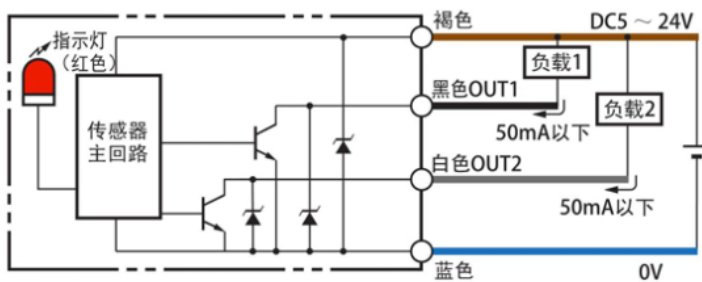 褐色
DC5 ～ 24V
指示灯
（红色）
负载1
黑色OUT1
负载2
传感器
主回路
50mA以下
白色OUT2
50mA以下
蓝色
0V